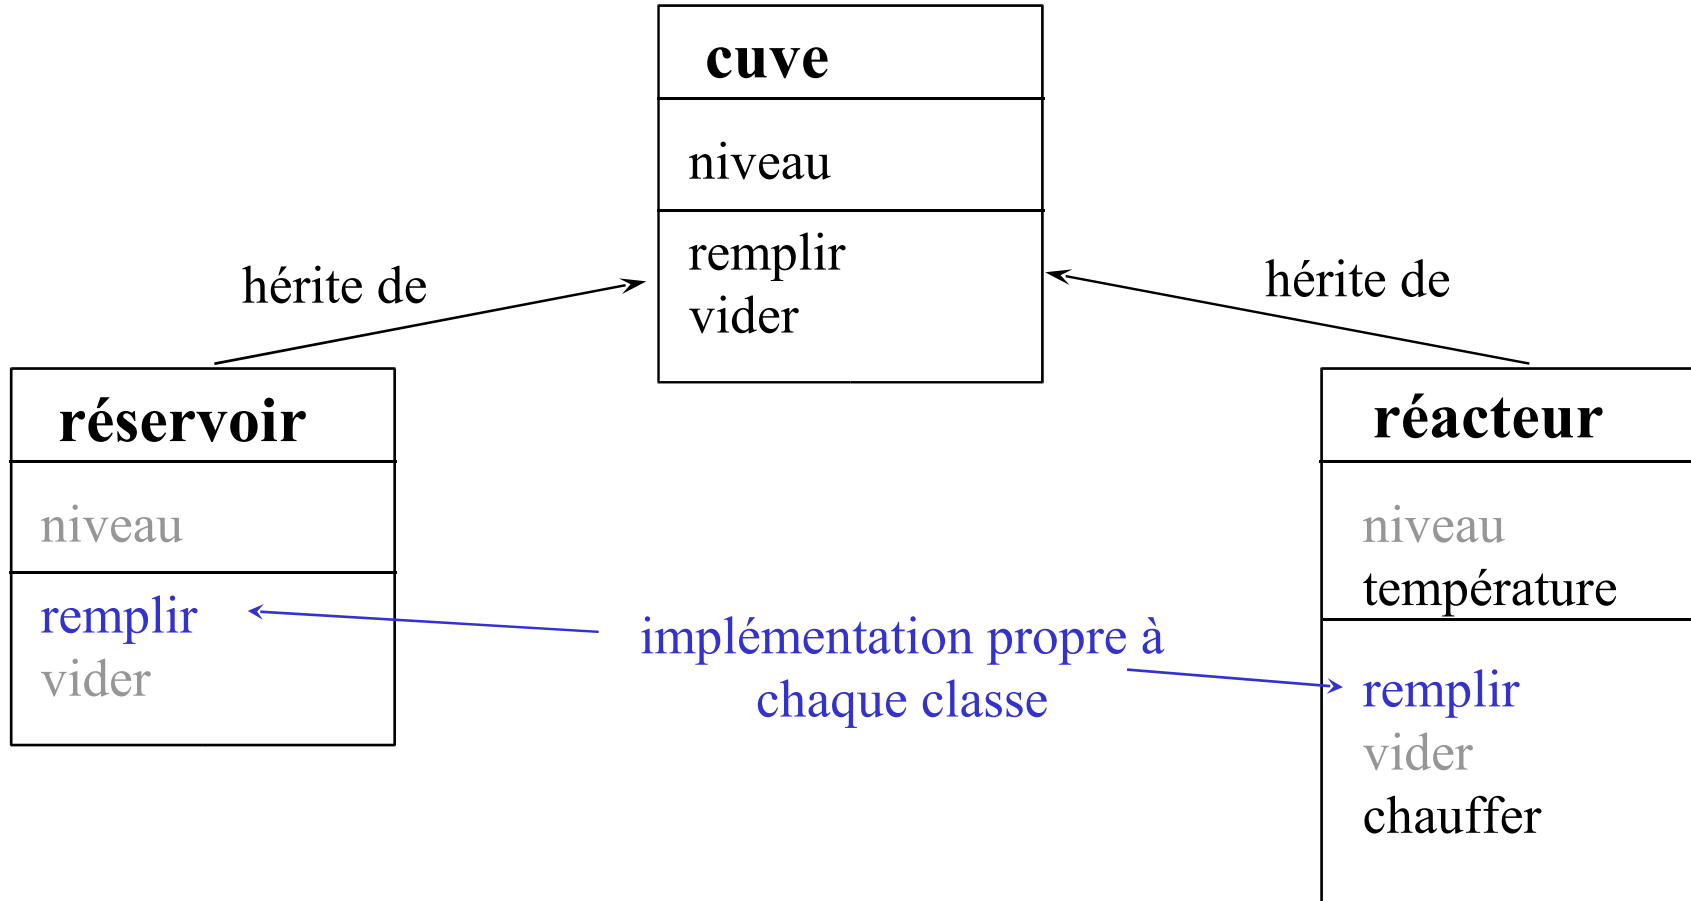 cuve
niveau
remplir
vider
hérite de
hérite de
réservoir
niveau
remplir
vider
implémentation propre à
chaque classe
réacteur
niveau
température
remplir
vider
chauffer